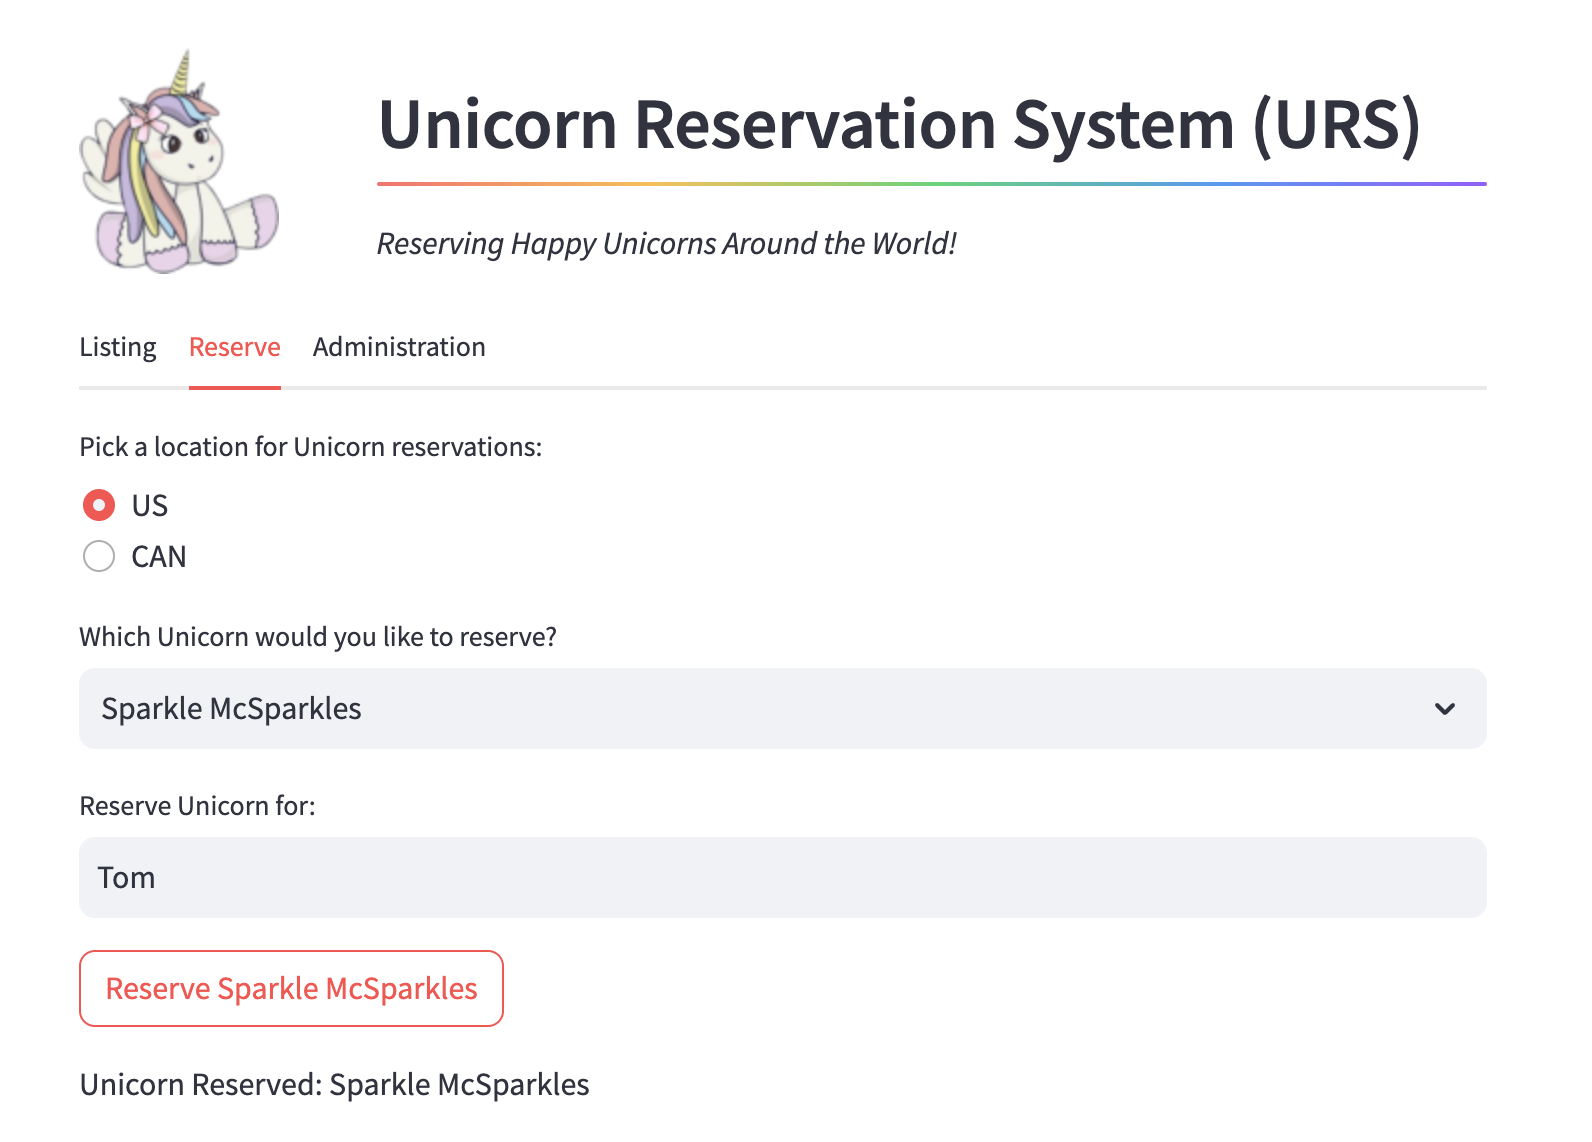 Unicorn Reservation System (URS)
Reserving Happy Unicorns Around the World!
Listing Reserve Administration
Pick a location for Unicorn reservations:
US
CAN
Which Unicorn would you like to reserve?
Sparkle McSparkles
Reserve Unicorn for:
Tom
Reserve Sparkle McSparkles
Unicorn Reserved: Sparkle McSparkles